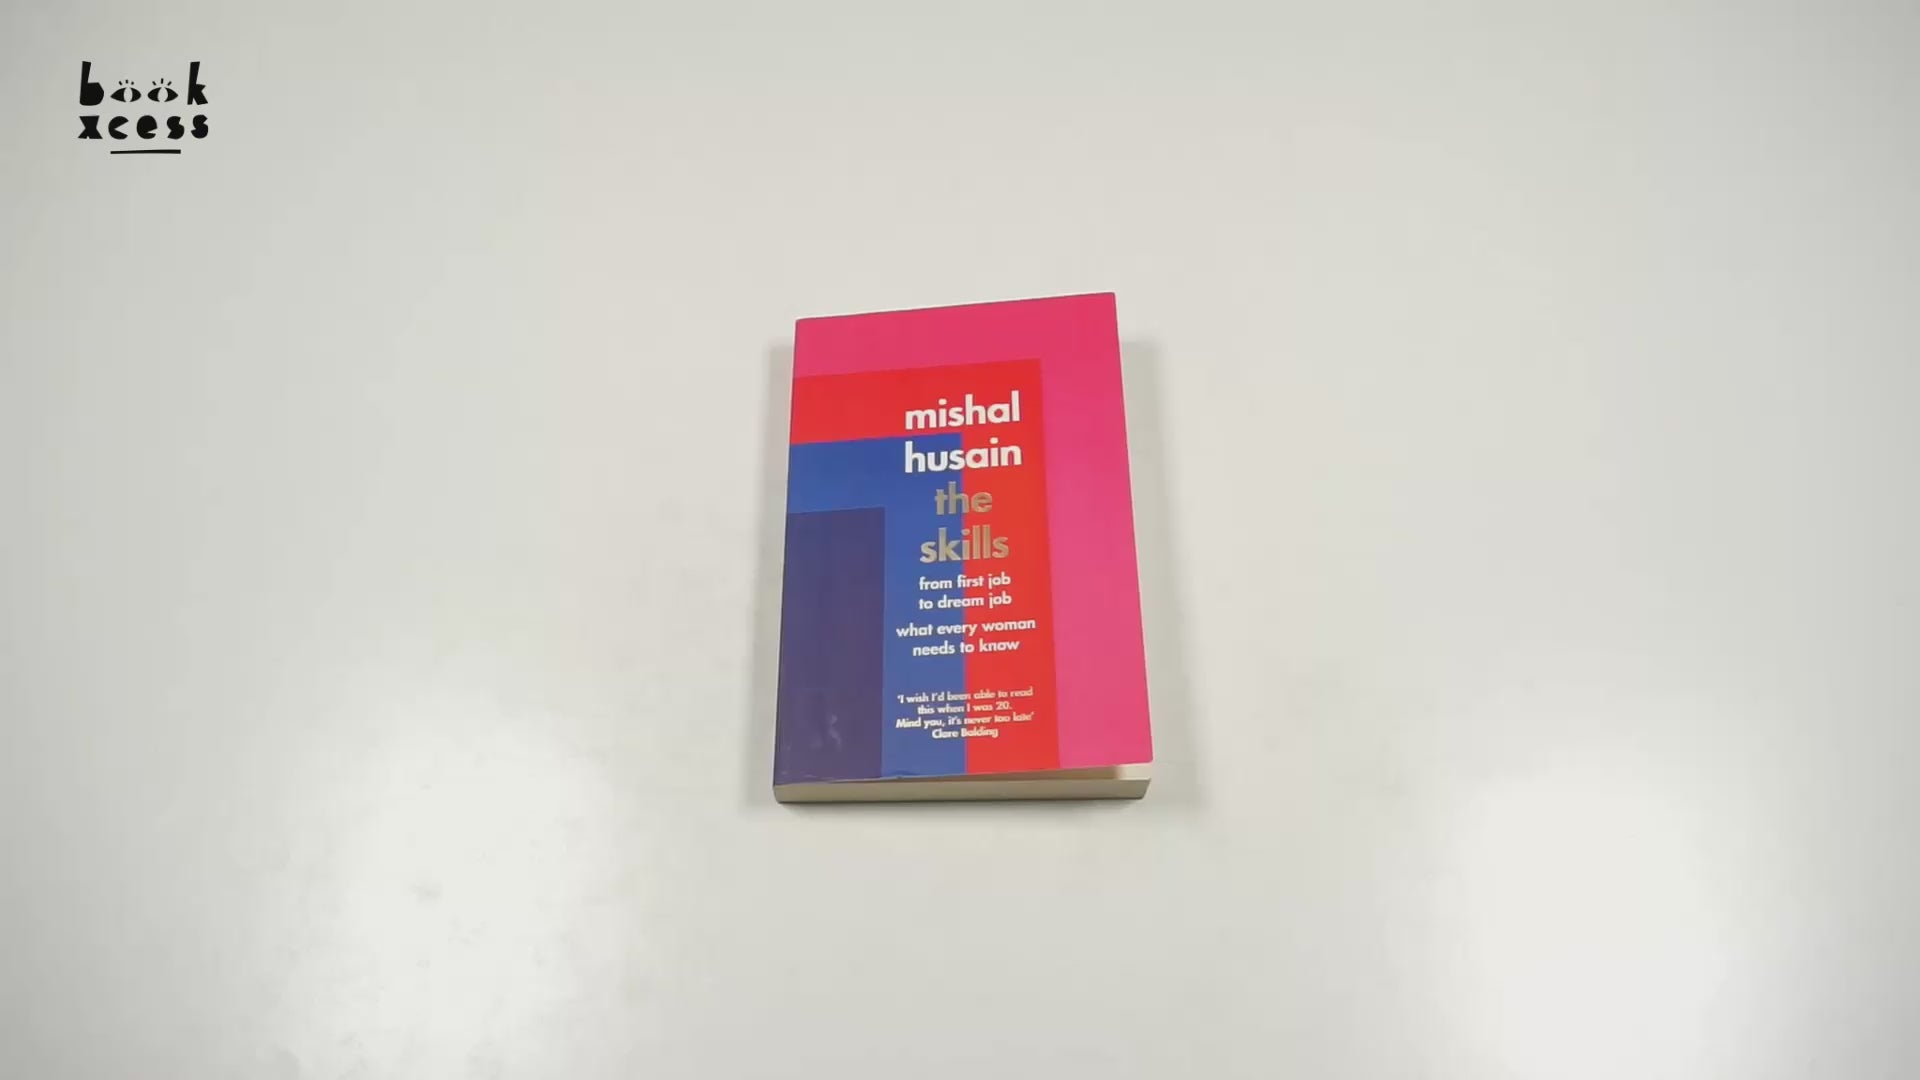 book
xcess
mishal
husain
the
skills
from first job
to dream job
what every woman
needs to know
'I wish I'd been able to read
this when I was 20.
Mind you, it's never too late'
Clare Balding